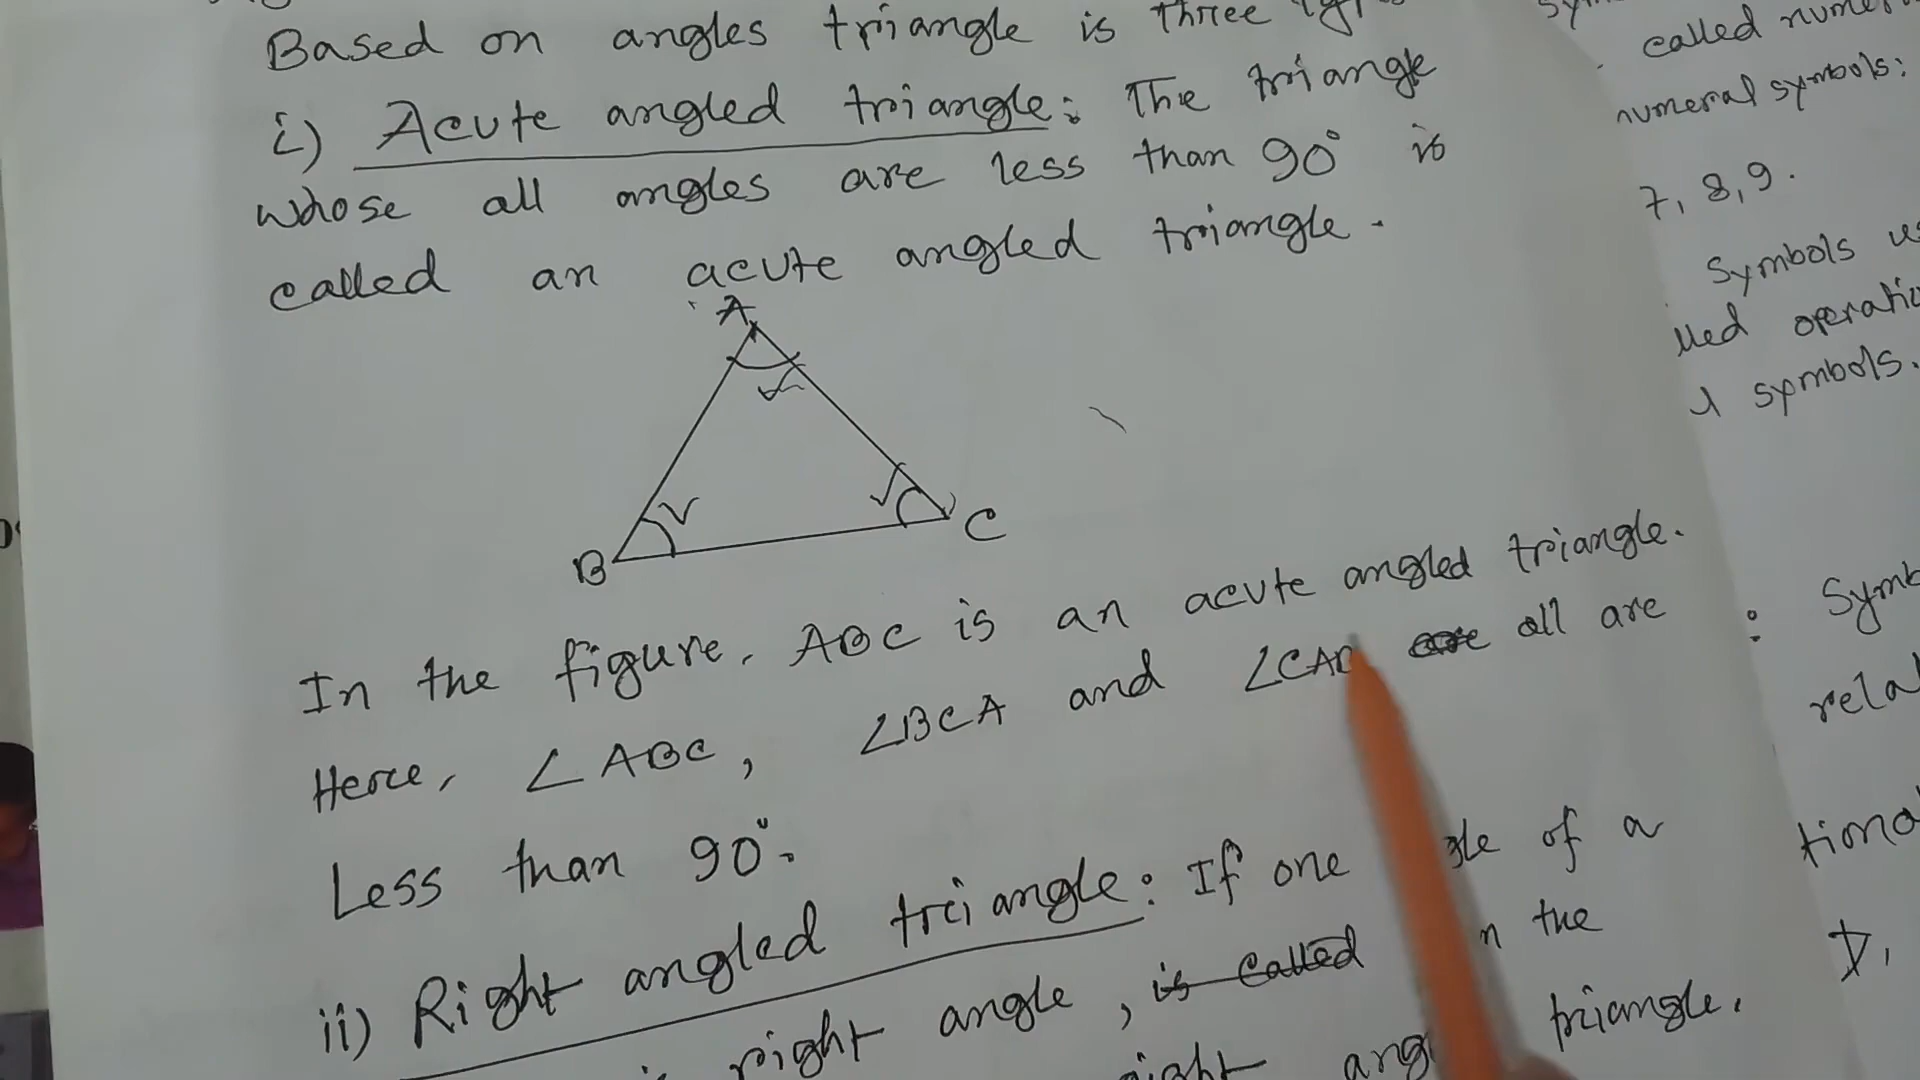 Based on angles triangle is three
i) Acute angled triangle: The triangle
whose all angles are less than 90° is
called an acute angled triangle.
A
B
C
In the figure, ABC is an acute angled triangle.
Here, ∠ABC, ∠BCA and all are
Less than 90°.
ii) Right angled triangle: If one of a
right angle, is called the
angle triangle.
called
numeral symbols:
7, 8, 9.
Symbols
symbols.